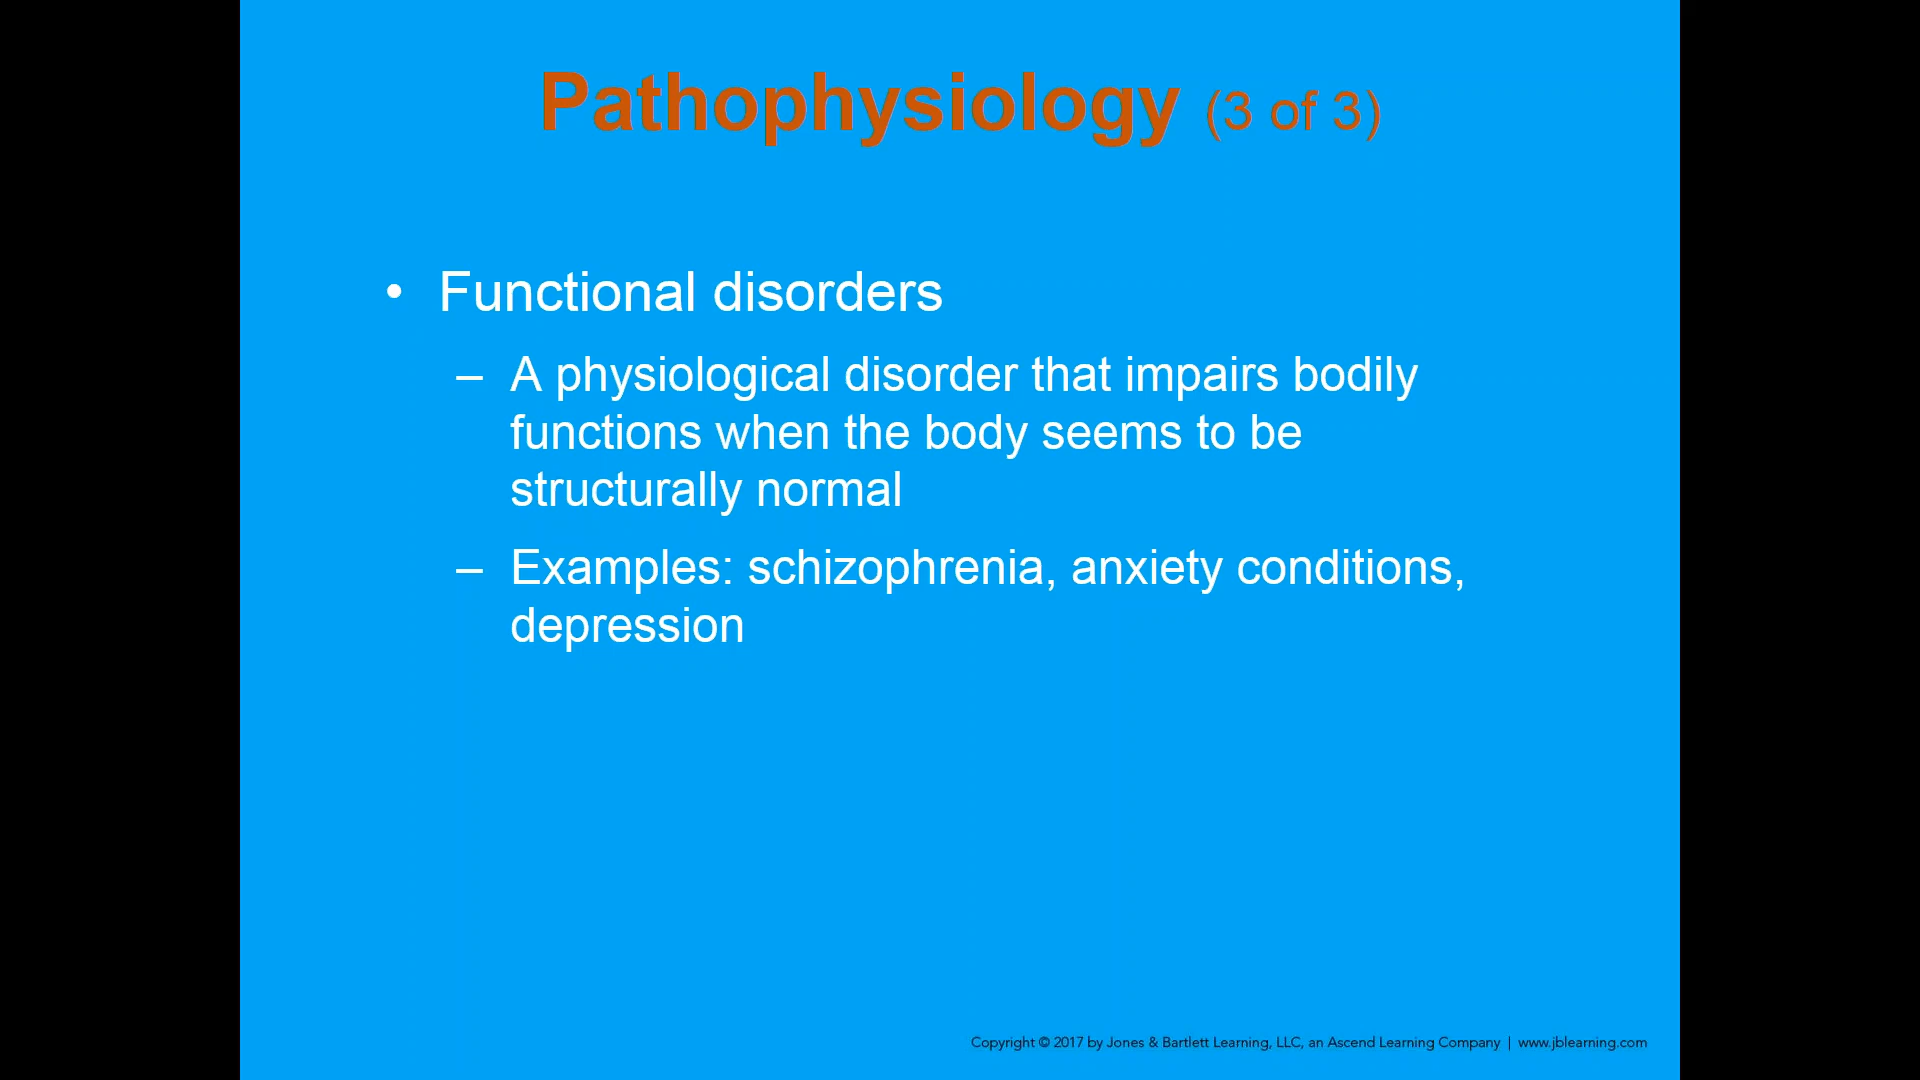 Pathophysiology (3 of 3)
• Functional disorders
– A physiological disorder that impairs bodily
functions when the body seems to be
structurally normal
– Examples: schizophrenia, anxiety conditions,
depression
Copyright © 2017 by Jones & Bartlett Learning, LLC, an Ascend Learning Company | www.jblearning.com